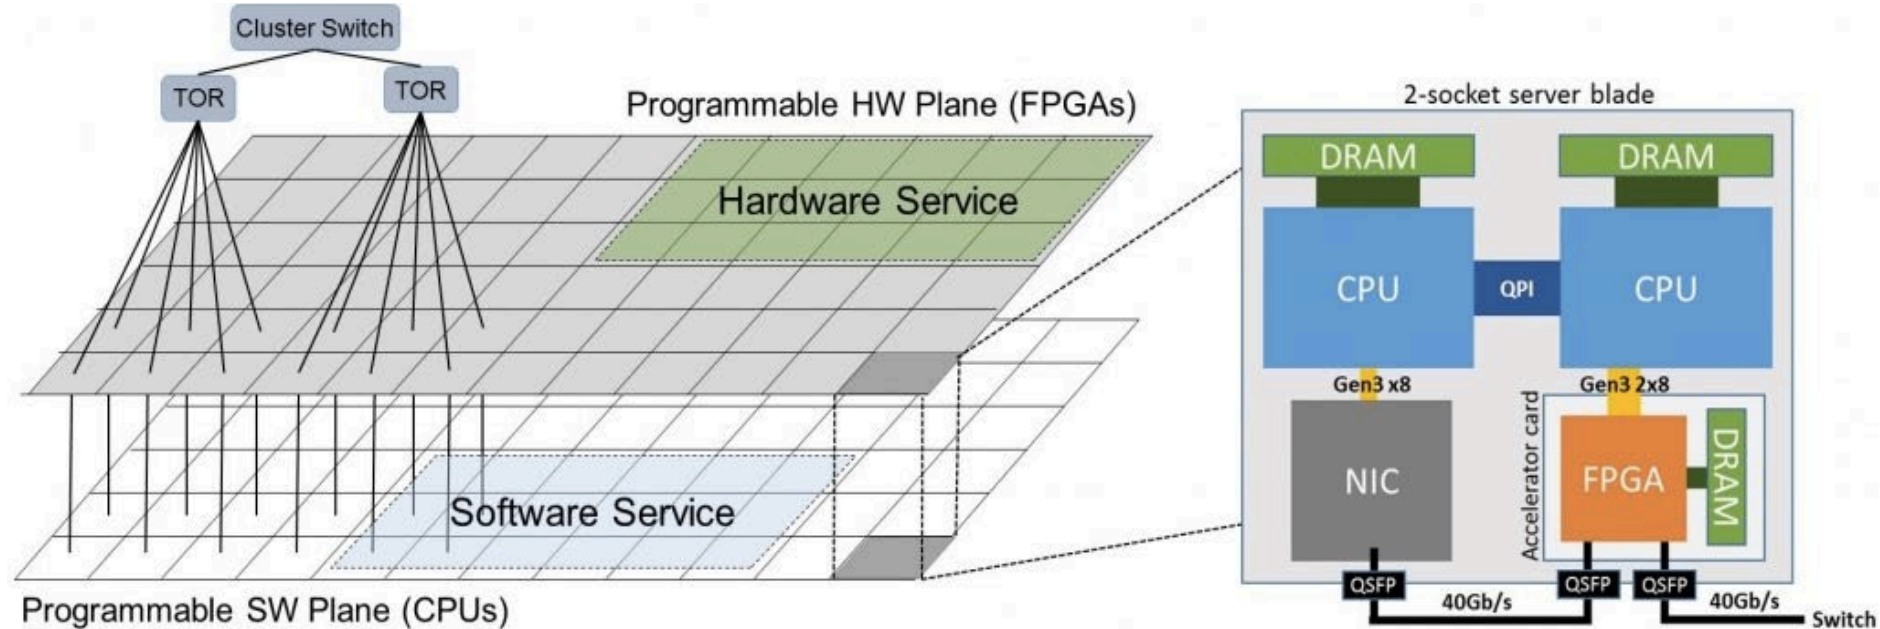 Cluster Switch
TOR
TOR
Programmable HW Plane (FPGAs)
Hardware Service
Software Service
Programmable SW Plane (CPUs)
2-socket server blade
DRAM
DRAM
CPU
QPI
CPU
Gen3 x8
Gen3 2x8
NIC
Accelerator card
FPGA
DRAM
QSFP
QSFP
QSFP
40Gb/s
40Gb/s
Switch